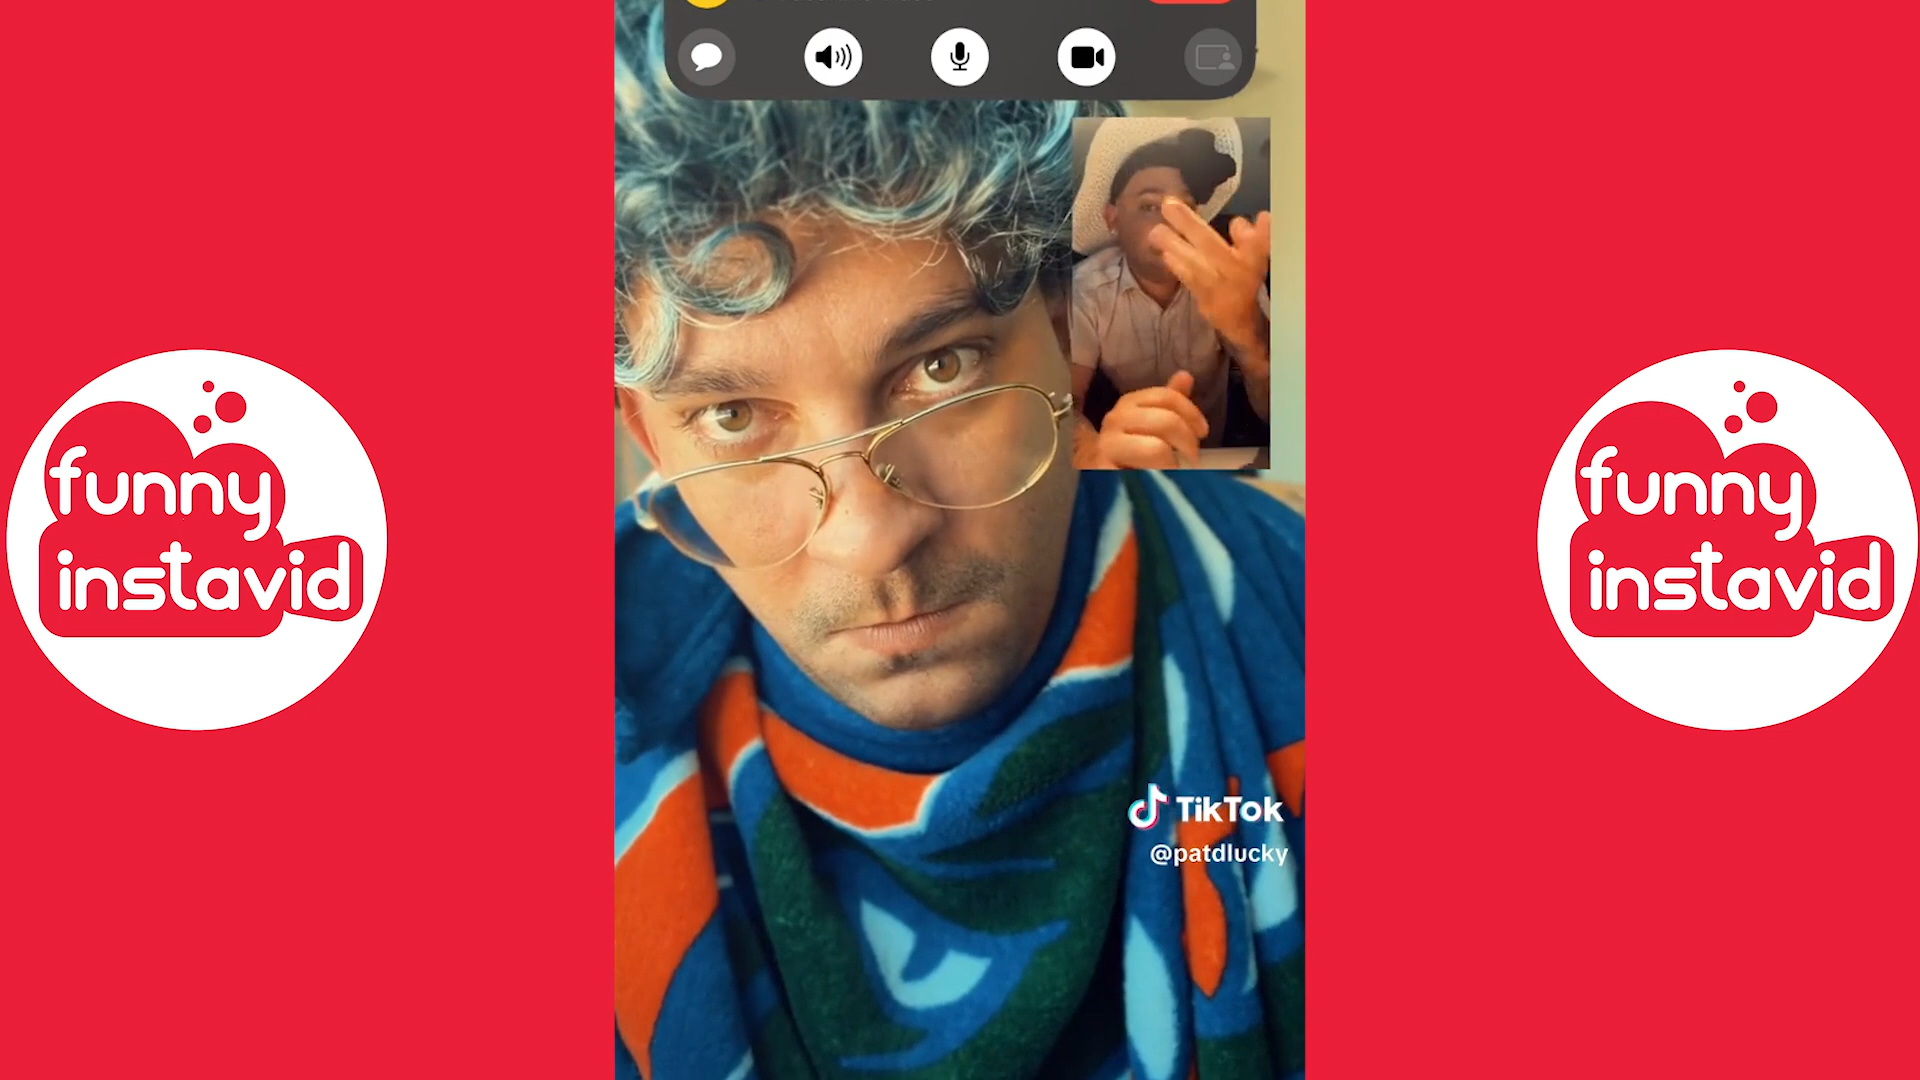 funny
instavid
TikTok
@patdlucky
funny
instavid